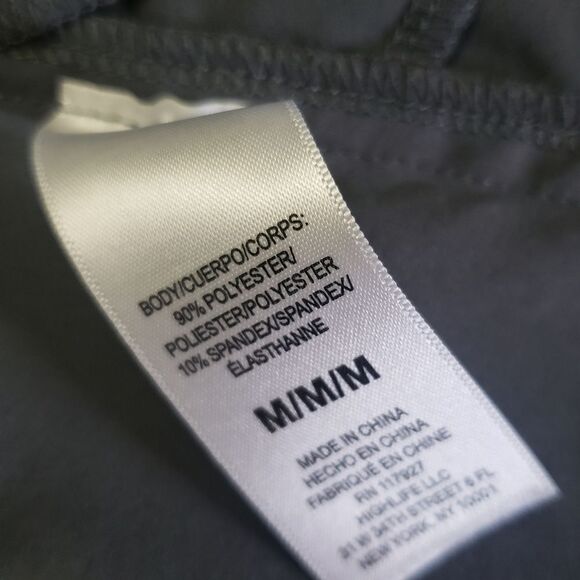 BODY/CUERPO/CORPS:
90% POLYESTER/
POLIESTER/POLYESTER
10% SPANDEX/SPANDEX/
ÉLASTHANNE
M/M/M
MADE IN CHINA
HECHO EN CHINA
FABRIQUÉ EN CHINE
RN 117927
HIGHLIFE LLC
31 W 34TH STREET 6 FL
NEW YORK, NY 10001